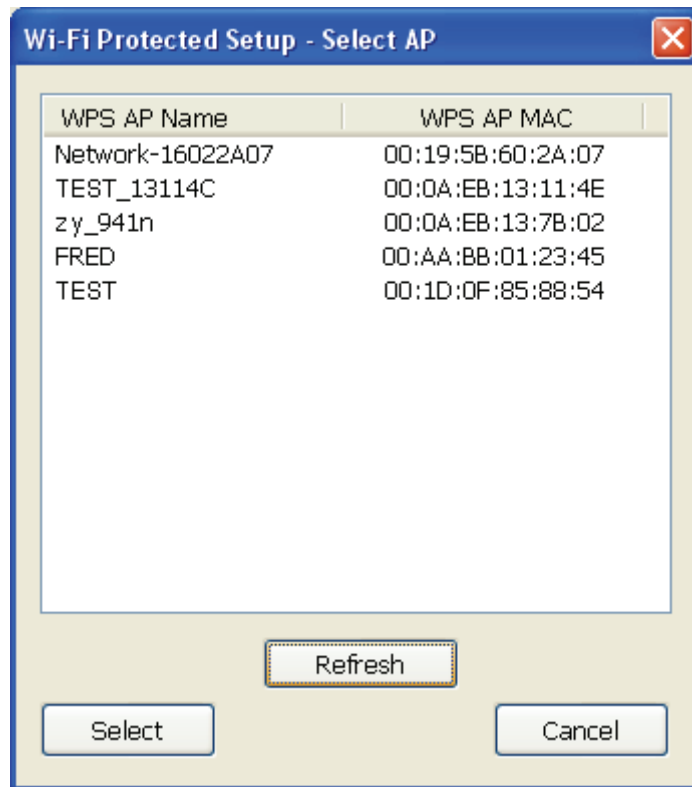 Wi-Fi Protected Setup - Select AP
WPS AP Name WPS AP MAC
Network-16022A07 00:19:5B:60:2A:07
TEST_13114C 00:0A:EB:13:11:4E
zy_941n 00:0A:EB:13:7B:02
FRED 00:AA:BB:01:23:45
TEST 00:1D:0F:85:88:54
Refresh
Select Cancel